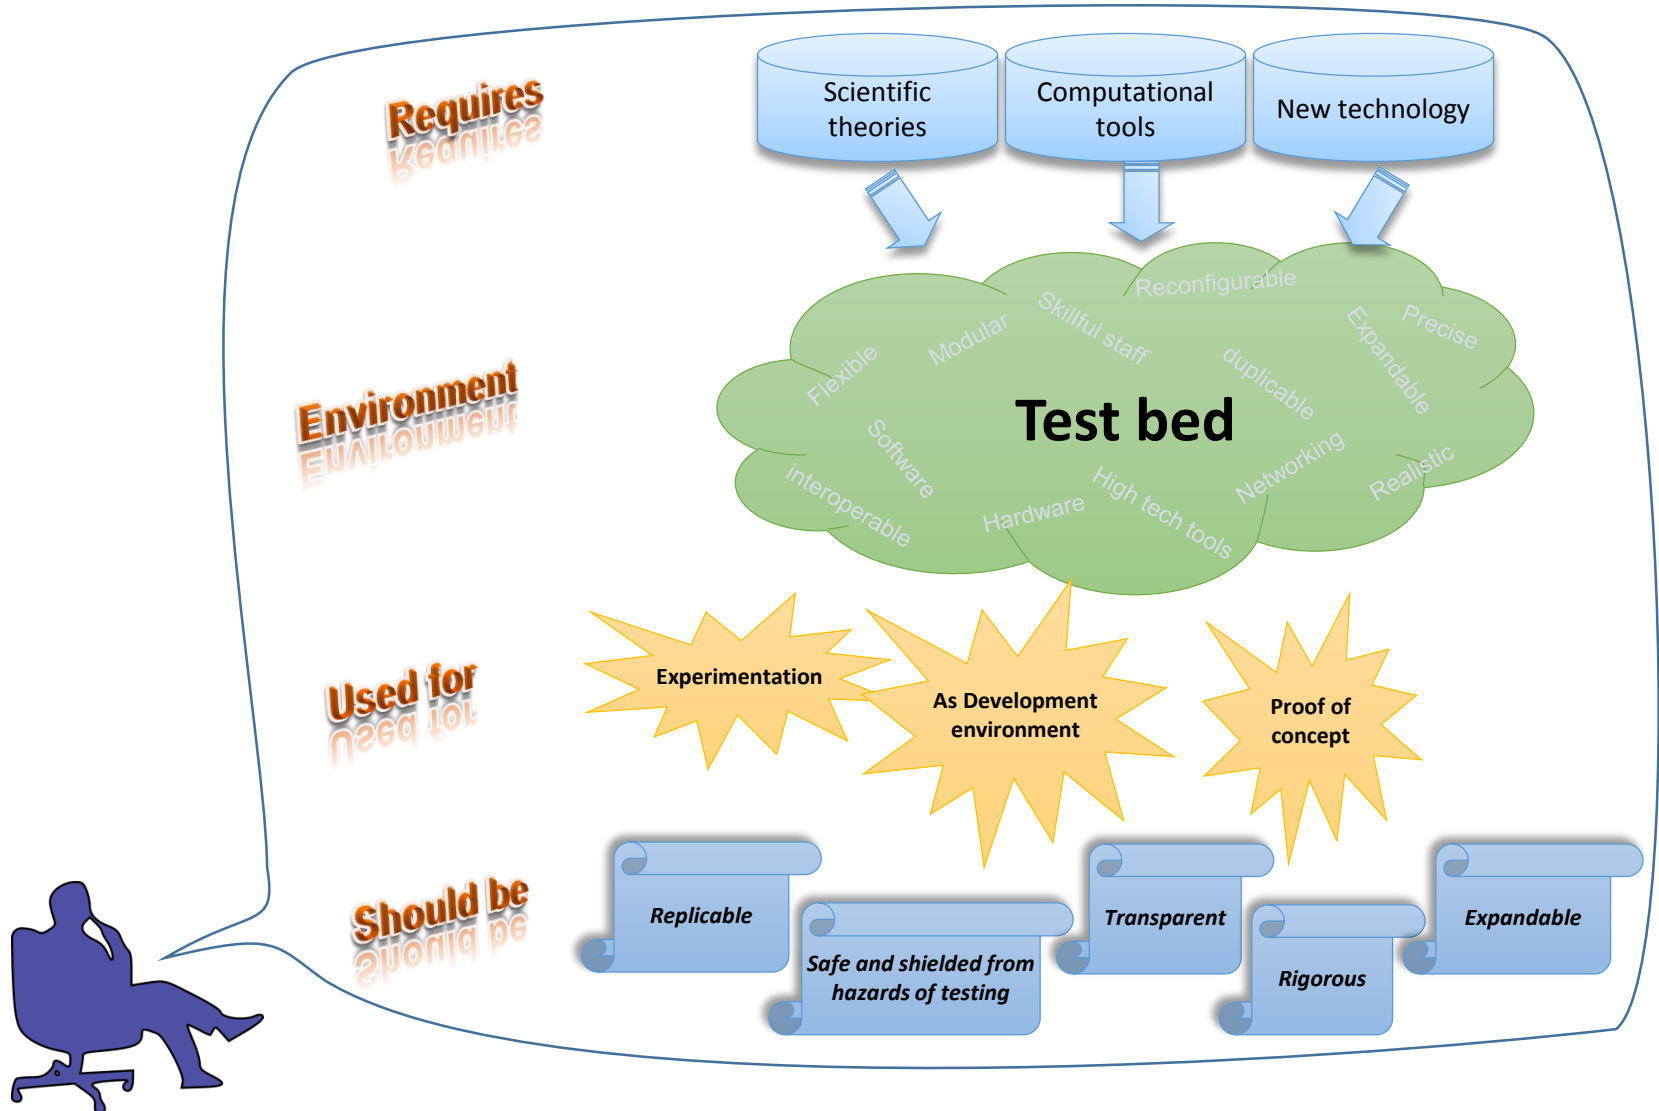 Requires
Scientific
theories
Computational
tools
New technology
Environment
Reconfigurable
Skillful staff
Modular
Flexible
duplicable
Expandable
Precise
Test bed
Software
interoperable
Hardware
High tech tools
Networking
Realistic
Used for
Experimentation
As Development
environment
Proof of
concept
Should be
Replicable
Safe and shielded from
hazards of testing
Transparent
Rigorous
Expandable